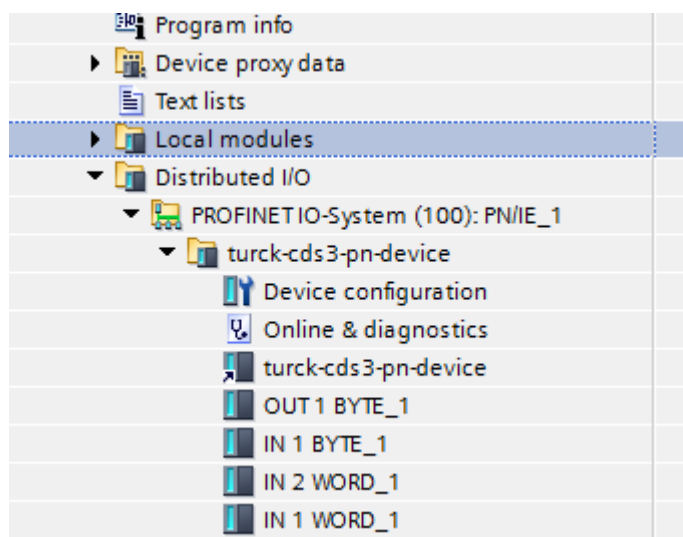 Program info
Device proxy data
Text lists
Local modules
Distributed I/O
PROFINET IO-System (100): PN/IE_1
turck-cds3-pn-device
Device configuration
Online & diagnostics
turck-cds3-pn-device
OUT 1 BYTE_1
IN 1 BYTE_1
IN 2 WORD_1
IN 1 WORD_1